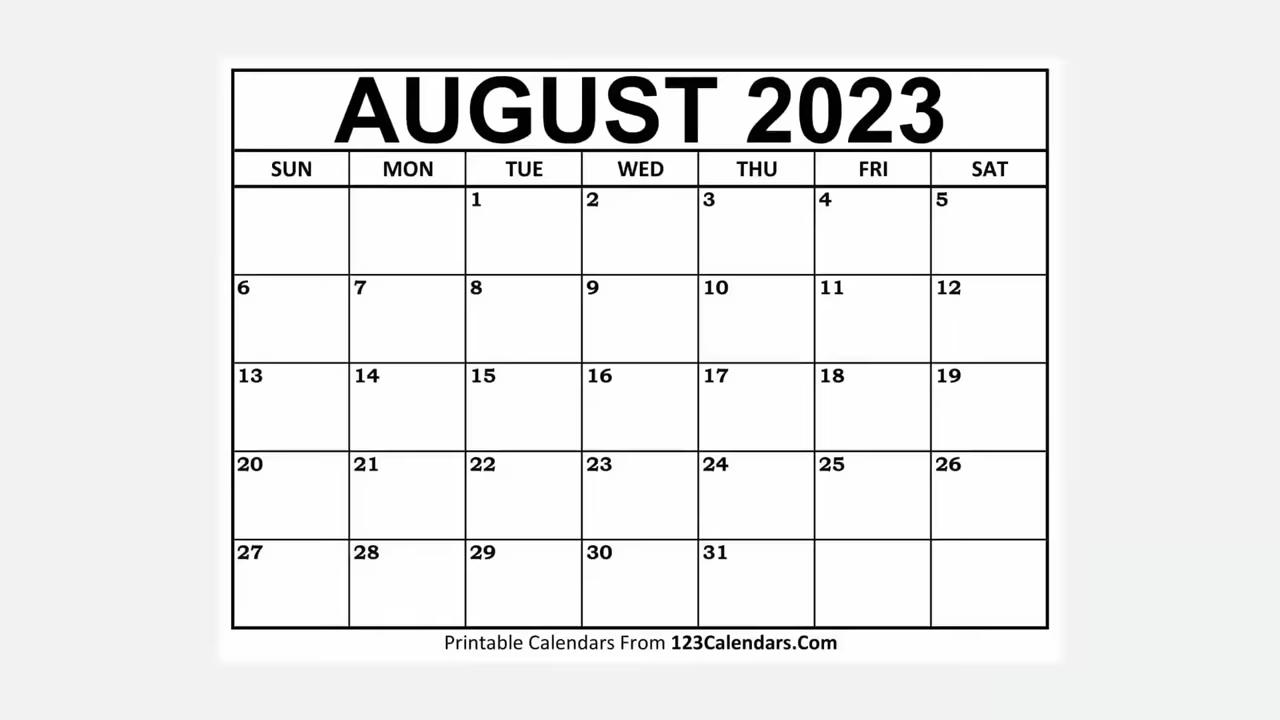 AUGUST 2023
SUN MON TUE WED THU FRI SAT
1 2 3 4 5
6 7 8 9 10 11 12
13 14 15 16 17 18 19
20 21 22 23 24 25 26
27 28 29 30 31
Printable Calendars From 123Calendars.Com